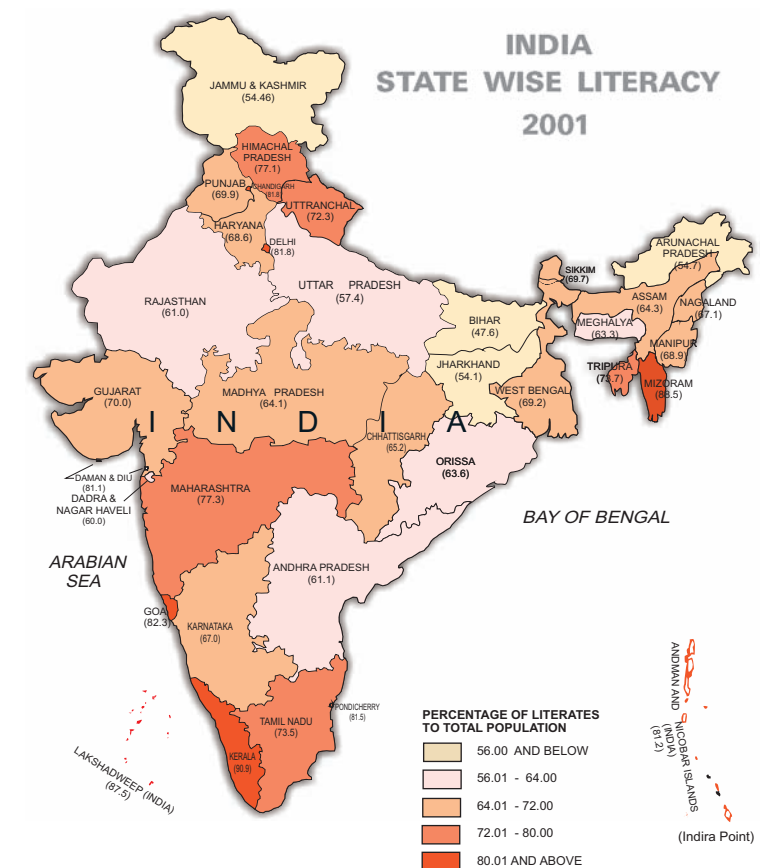 INDIA
STATE WISE LITERACY
2001
JAMMU & KASHMIR
(54.46)
HIMACHAL
PRADESH
(77.1)
PUNJAB
(69.9)
CHANDIGARH
(81.8)
UTTRANCHAL
(72.3)
HARYANA
(68.6)
DELHI
(81.8)
ARUNACHAL
PRADESH
(54.7)
SIKKIM
(69.7)
RAJASTHAN
(61.0)
UTTAR PRADESH
(57.4)
ASSAM
(64.3)
NAGALAND
(67.1)
BIHAR
(47.6)
MEGHALYA
(63.3)
MANIPUR
(68.9)
JHARKHAND
(54.1)
TRIPURA
(73.7)
MIZORAM
(88.5)
GUJARAT
(70.0)
MADHYA PRADESH
(64.1)
WEST BENGAL
(69.2)
INDIA
CHHATTISGARH
(65.2)
ORISSA
(63.6)
DAMAN & DIU
(81.1)
DADRA &
NAGAR HAVELI
(60.0)
MAHARASHTRA
(77.3)
BAY OF BENGAL
ARABIAN
SEA
ANDHRA PRADESH
(61.1)
GOA
(82.3)
KARNATAKA
(67.0)
PONDICHERRY
(81.5)
TAMIL NADU
(73.5)
KERALA
(90.9)
LAKSHADWEEP (INDIA)
(87.5)
ANDMAN AND NICOBAR ISLANDS
(INDIA)
(81.2)
(Indira Point)
PERCENTAGE OF LITERATES
TO TOTAL POPULATION
56.00 AND BELOW
56.01 - 64.00
64.01 - 72.00
72.01 - 80.00
80.01 AND ABOVE